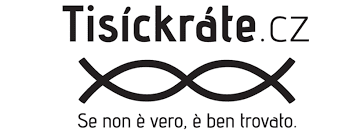 Tisíckráte.cz
Se non è vero, è ben trovato.